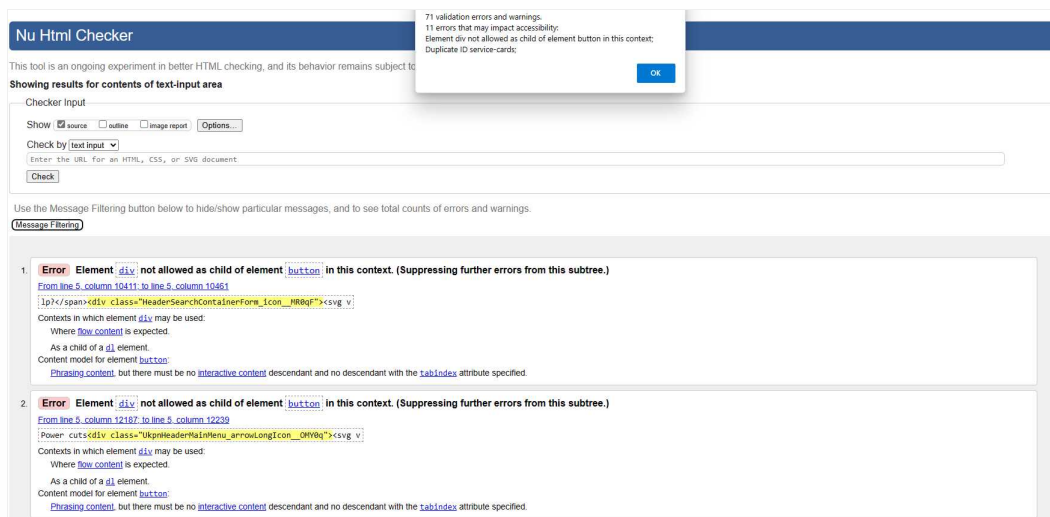 71 validation errors and warnings.
11 errors that may impact accessibility:
Element div not allowed as child of element button in this context;
Duplicate ID service-cards;
OK
Nu Html Checker
This tool is an ongoing experiment in better HTML checking, and its behavior remains subject to
Showing results for contents of text-input area
Checker Input
Show source outline image report Options...
Check by text input
Enter the URL for an HTML, CSS, or SVG document
Check
Use the Message Filtering button below to hide/show particular messages, and to see total counts of errors and warnings.
Message Filtering
1. Error Element div not allowed as child of element button in this context. (Suppressing further errors from this subtree.)
From line 5, column 10411; to line 5, column 10461
lp?</span><div class="HeaderSearchContainerForm_icon__MR0qF"><svg v
Contexts in which element div may be used:
Where flow content is expected.
As a child of a dl element.
Content model for element button:
Phrasing content, but there must be no interactive content descendant and no descendant with the tabindex attribute specified.
2. Error Element div not allowed as child of element button in this context. (Suppressing further errors from this subtree.)
From line 5, column 12187; to line 5, column 12239
Power cuts<div class="UkpnHeaderMainMenu_arrowLongIcon__OMY0q"><svg v
Contexts in which element div may be used:
Where flow content is expected.
As a child of a dl element.
Content model for element button:
Phrasing content, but there must be no interactive content descendant and no descendant with the tabindex attribute specified.